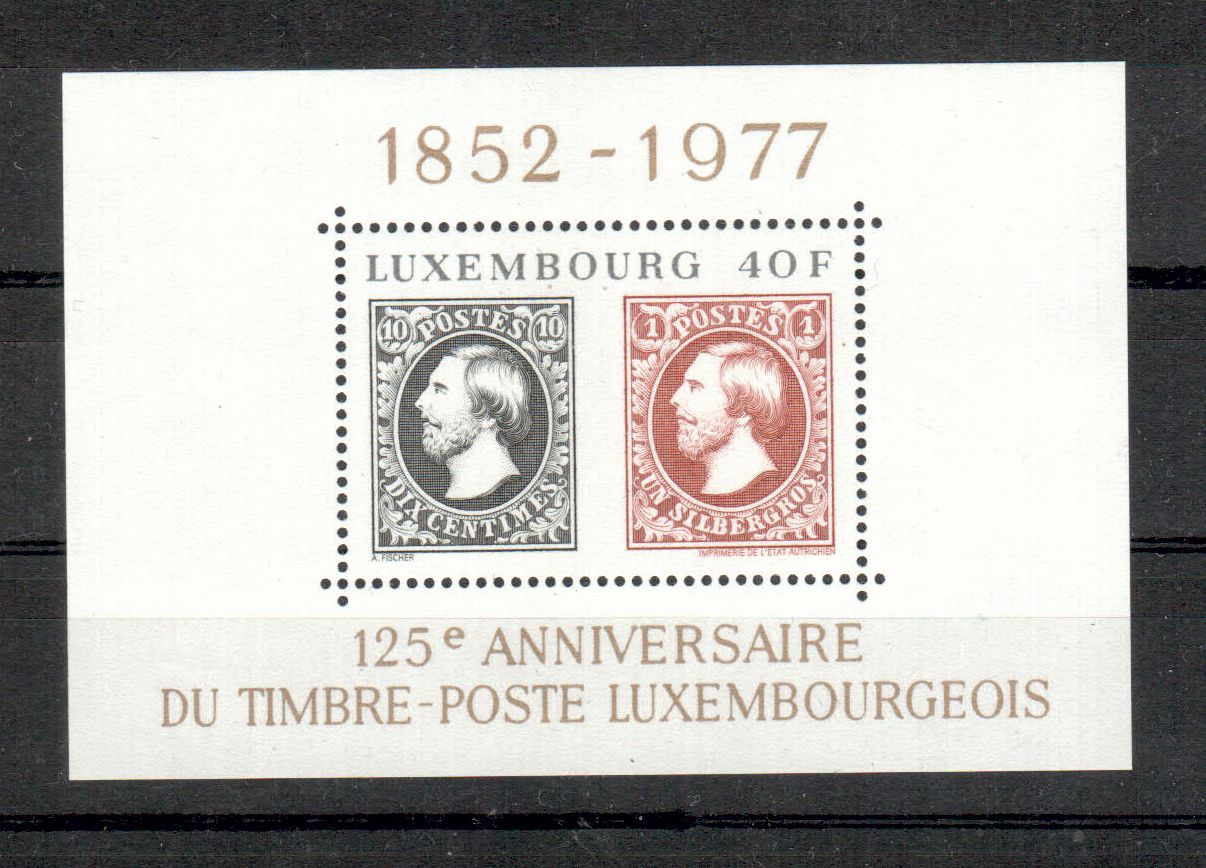 1852 - 1977
LUXEMBOURG 40F
10 POSTES 10
DIX CENTIMES
A. FISCHER
1 POSTES 1
UN SILBERGROS
IMPRIMERIE DE L'ETAT AUTRICHIEN
125e ANNIVERSAIRE
DU TIMBRE-POSTE LUXEMBOURGEOIS